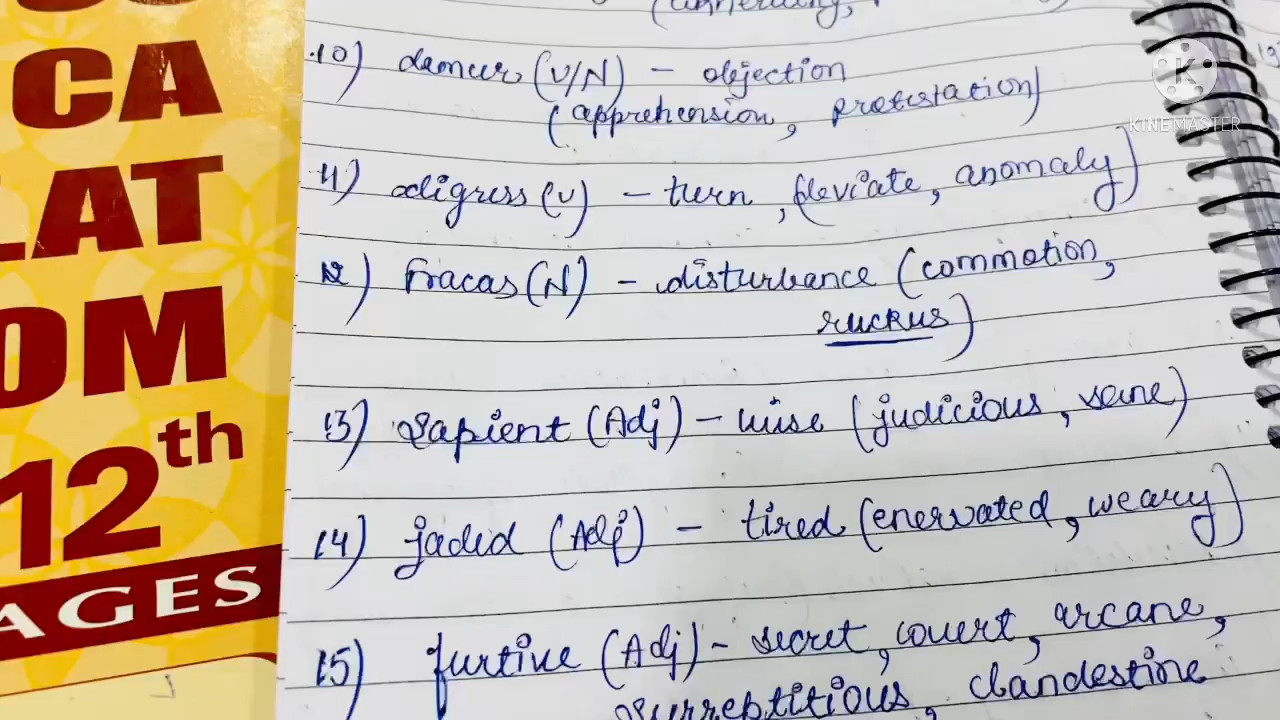 CA
LAT
OM
12th
AGES
10) demur (V/N) - objection
(apprehension, protestation)
11) digress (V) - turn, deviate, anomaly)
12) Fracas (N) - disturbance (commotion,
ruckus)
13) Sapient (Adj) - wise (judicious, sane)
14) jaded (Adj) - tired (enervated, weary)
15) furtive (Adj) - secret, covert, arcane,
surreptitious, clandestine
K
KINEMASTER